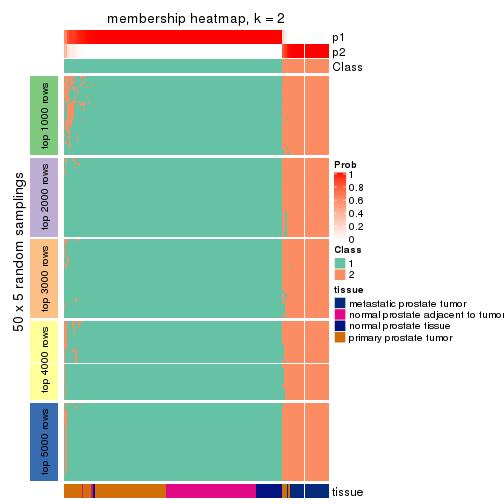 membership heatmap, k = 2
p1
p2
Class
50 x 5 random samplings
top 1000 rows
top 2000 rows
top 3000 rows
top 4000 rows
top 5000 rows
Prob
1
0.8
0.6
0.4
0.2
0
Class
1
2
tissue
metastatic prostate tumor
normal prostate adjacent to tumor
normal prostate tissue
primary prostate tumor
tissue